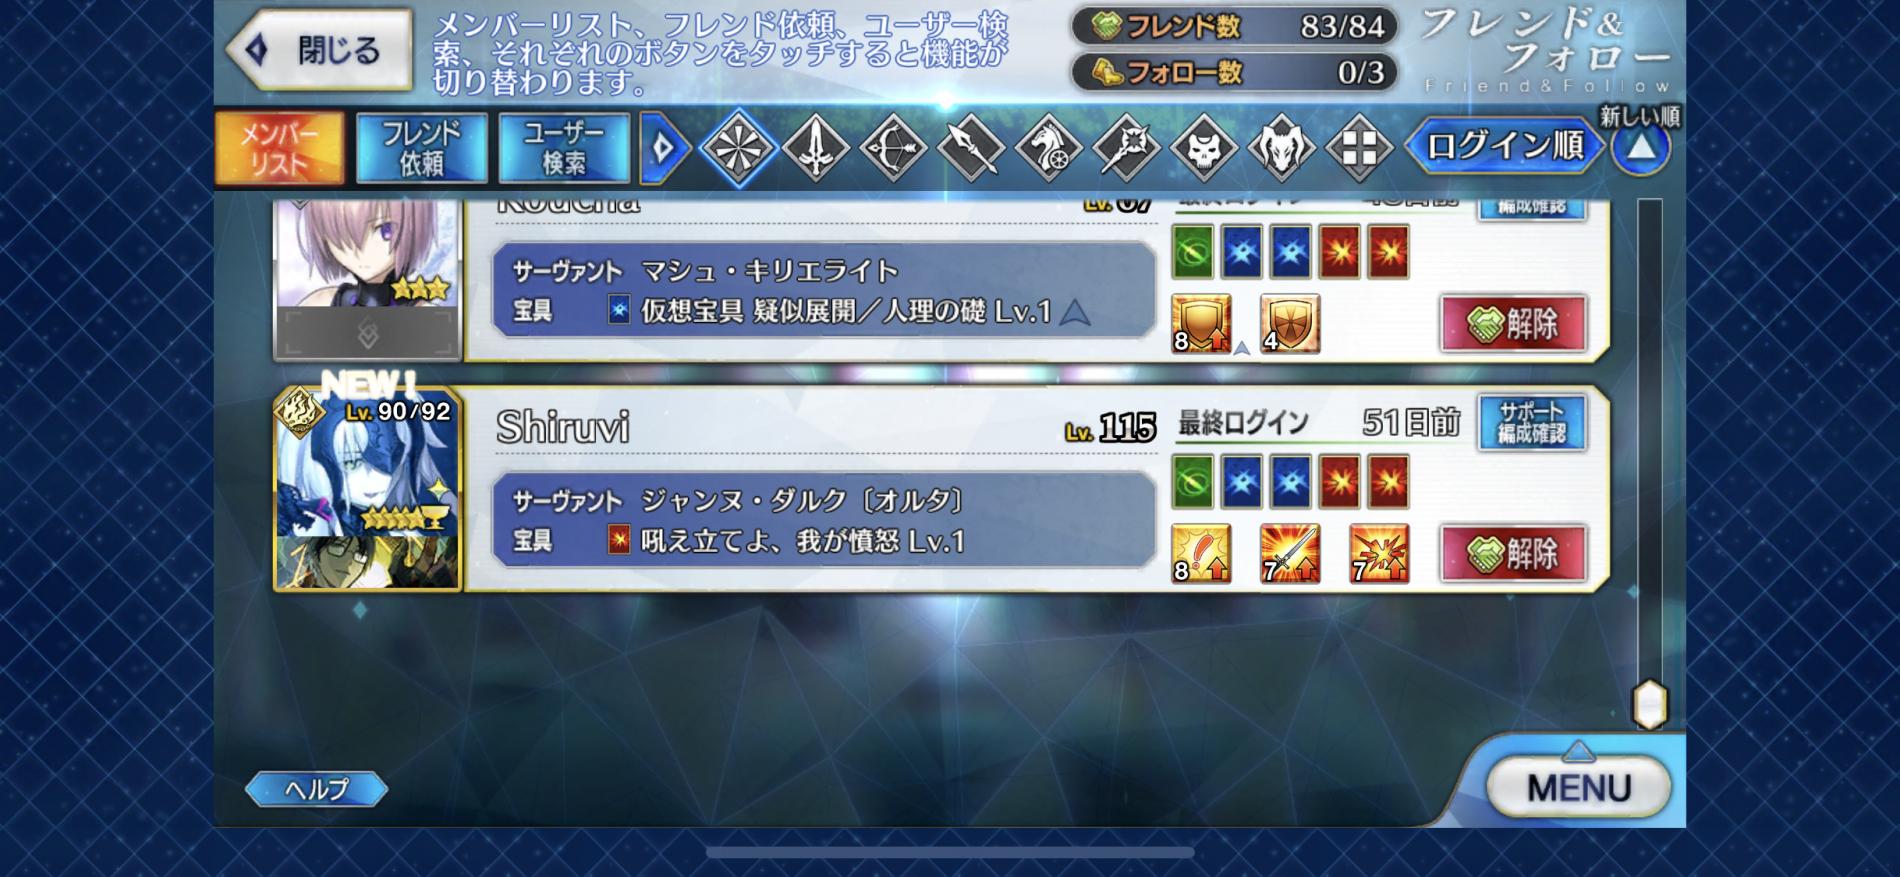 閉じる
メンバーリスト、フレンド依頼、ユーザー検
索、それぞれのボタンをタッチすると機能が
切り替わります。
フレンド数 83/84
フォロー数 0/3
フレンド&
フォロー
Friend&Follow
メンバー
リスト
フレンド
依頼
ユーザー
検索
ログイン順
新しい順
Koucha
編成確認
サーヴァント マシュ・キリエライト
宝具 仮想宝具 疑似展開／人理の礎 Lv.1
8 4
解除
NEW!
Lv. 90/92
Shiruvi
Lv. 115
最終ログイン 51日前
サポート
編成確認
サーヴァント ジャンヌ・ダルク〔オルタ〕
宝具 吼え立てよ、我が憤怒 Lv.1
8 7 7
解除
ヘルプ
MENU